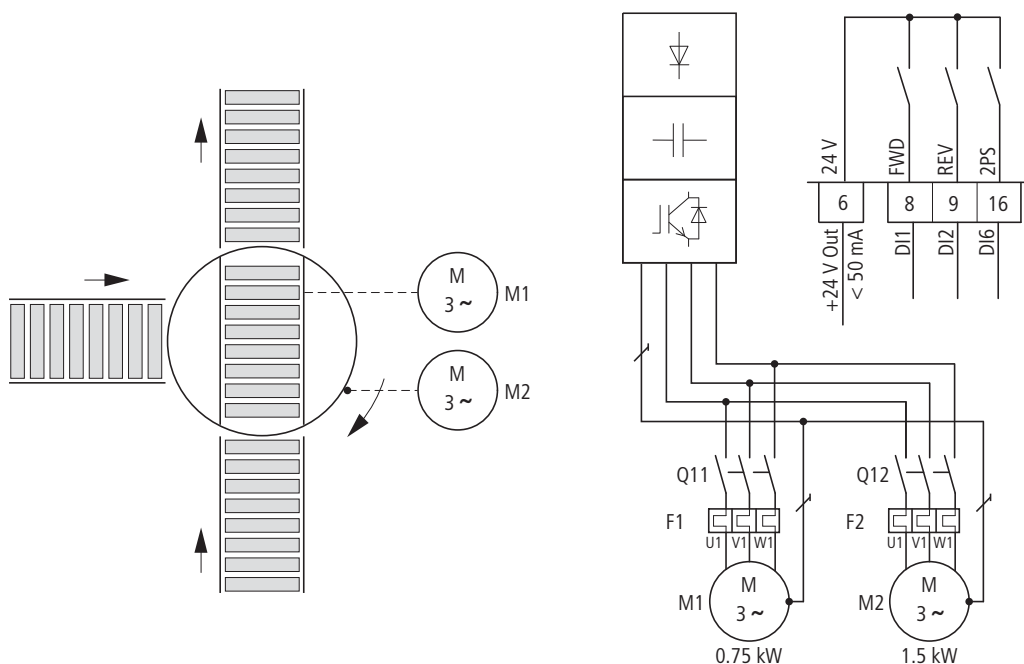 M
3 ~
M1
M
3 ~
M2
24 V
FWD
REV
2PS
6
8
9
16
+24 V Out
< 50 mA
DI1
DI2
DI6
Q11
Q12
F1
F2
U1 V1 W1
U1 V1 W1
M1
M
3 ~
M2
M
3 ~
0.75 kW
1.5 kW